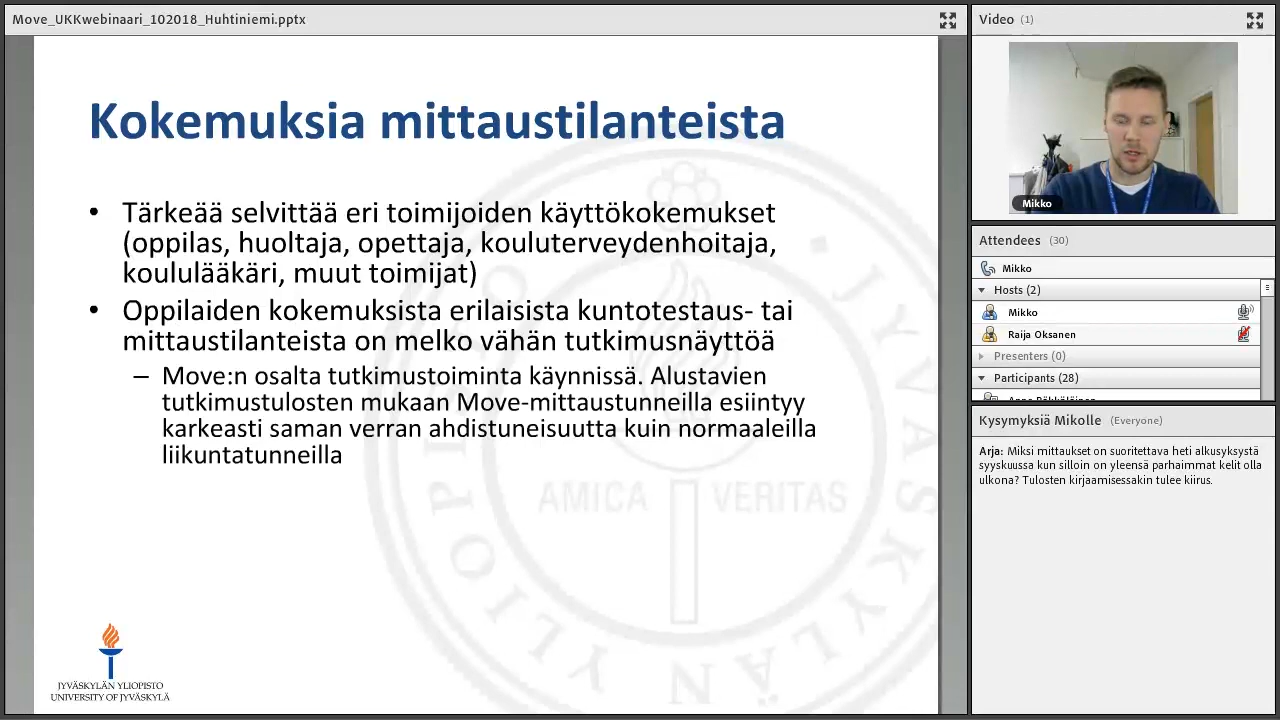 Move_UKKwebinaari_102018_Huhtiniemi.pptx
Kokemuksia mittaustilanteista
• Tärkeää selvittää eri toimijoiden käyttökokemukset
(oppilas, huoltaja, opettaja, kouluterveydenhoitaja,
koululääkäri, muut toimijat)
• Oppilaiden kokemuksista erilaisista kuntotestaus- tai
mittaustilanteista on melko vähän tutkimusnäyttöä
– Move:n osalta tutkimustoiminta käynnissä. Alustavien
tutkimustulosten mukaan Move-mittaustunneilla esiintyy
karkeasti saman verran ahdistuneisuutta kuin normaaleilla
liikuntatunneilla
AMICA VERITAS
JYVÄSKYLÄN YLIOPISTO
JYVÄSKYLÄN YLIOPISTO
UNIVERSITY OF JYVÄSKYLÄ
Video (1)
Mikko
Attendees (30)
Mikko
Hosts (2)
Mikko
Raija Oksanen
Presenters (0)
Participants (28)
Kysymyksiä Mikolle (Everyone)
Arja: Miksi mittaukset on suoritettava heti alkusyksystä
syyskuussa kun silloin on yleensä parhaimmat kelit olla
ulkona? Tulosten kirjaamisessakin tulee kiirus.